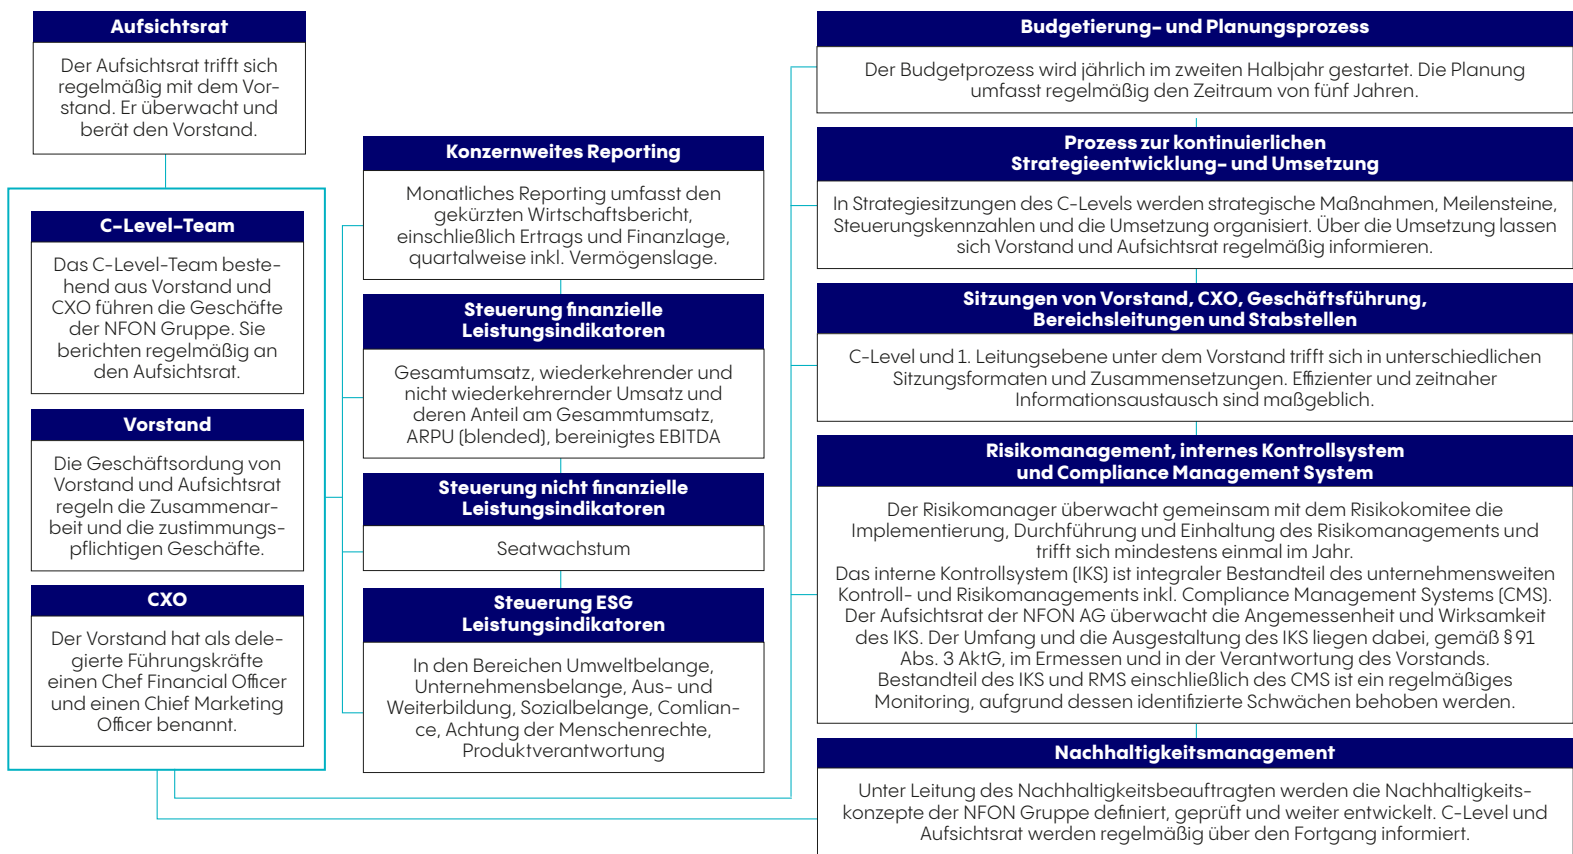 Aufsichtsrat
Der Aufsichtsrat trifft sich
regelmäßig mit dem Vor-
stand. Er überwacht und
berät den Vorstand.
C-Level-Team
Das C-Level-Team beste-
hend aus Vorstand und
CXO führen die Geschäfte
der NFON Gruppe. Sie
berichten regelmäßig an
den Aufsichtsrat.
Vorstand
Die Geschäftsordung von
Vorstand und Aufsichtsrat
regeln die Zusammenar-
beit und die zustimmungs-
pflichtigen Geschäfte.
CXO
Der Vorstand hat als dele-
gierte Führungskräfte
einen Chef Financial Officer
und einen Chief Marketing
Officer benannt.
Konzernweites Reporting
Monatliches Reporting umfasst den
gekürzten Wirtschaftsbericht,
einschließlich Ertrags und Finanzlage,
quartalweise inkl. Vermögenslage.
Steuerung finanzielle
Leistungsindikatoren
Gesamtumsatz, wiederkehrender und
nicht wiederkehrernder Umsatz und
deren Anteil am Gesammtumsatz,
ARPU (blended), bereinigtes EBITDA
Steuerung nicht finanzielle
Leistungsindikatoren
Seatwachstum
Steuerung ESG
Leistungsindikatoren
In den Bereichen Umweltbelange,
Unternehmensbelange, Aus- und
Weiterbildung, Sozialbelange, Comlian-
ce, Achtung der Menschenrechte,
Produktverantwortung
Budgetierung- und Planungsprozess
Der Budgetprozess wird jährlich im zweiten Halbjahr gestartet. Die Planung
umfasst regelmäßig den Zeitraum von fünf Jahren.
Prozess zur kontinuierlichen
Strategieentwicklung- und Umsetzung
In Strategiesitzungen des C-Levels werden strategische Maßnahmen, Meilensteine,
Steuerungskennzahlen und die Umsetzung organisiert. Über die Umsetzung lassen
sich Vorstand und Aufsichtsrat regelmäßig informieren.
Sitzungen von Vorstand, CXO, Geschäftsführung,
Bereichsleitungen und Stabstellen
C-Level und 1. Leitungsebene unter dem Vorstand trifft sich in unterschiedlichen
Sitzungsformaten und Zusammensetzungen. Effizienter und zeitnaher
Informationsaustausch sind maßgeblich.
Risikomanagement, internes Kontrollsystem
und Compliance Management System
Der Risikomanager überwacht gemeinsam mit dem Risikokomitee die
Implementierung, Durchführung und Einhaltung des Risikomanagements und
trifft sich mindestens einmal im Jahr.
Das interne Kontrollsystem (IKS) ist integraler Bestandteil des unternehmensweiten
Kontroll- und Risikomanagements inkl. Compliance Management Systems (CMS).
Der Aufsichtsrat der NFON AG überwacht die Angemessenheit und Wirksamkeit
des IKS. Der Umfang und die Ausgestaltung des IKS liegen dabei, gemäß § 91
Abs. 3 AktG, im Ermessen und in der Verantwortung des Vorstands.
Bestandteil des IKS und RMS einschließlich des CMS ist ein regelmäßiges
Monitoring, aufgrund dessen identifizierte Schwächen behoben werden.
Nachhaltigkeitsmanagement
Unter Leitung des Nachhaltigkeitsbeauftragten werden die Nachhaltigkeits-
konzepte der NFON Gruppe definiert, geprüft und weiter entwickelt. C-Level und
Aufsichtsrat werden regelmäßig über den Fortgang informiert.